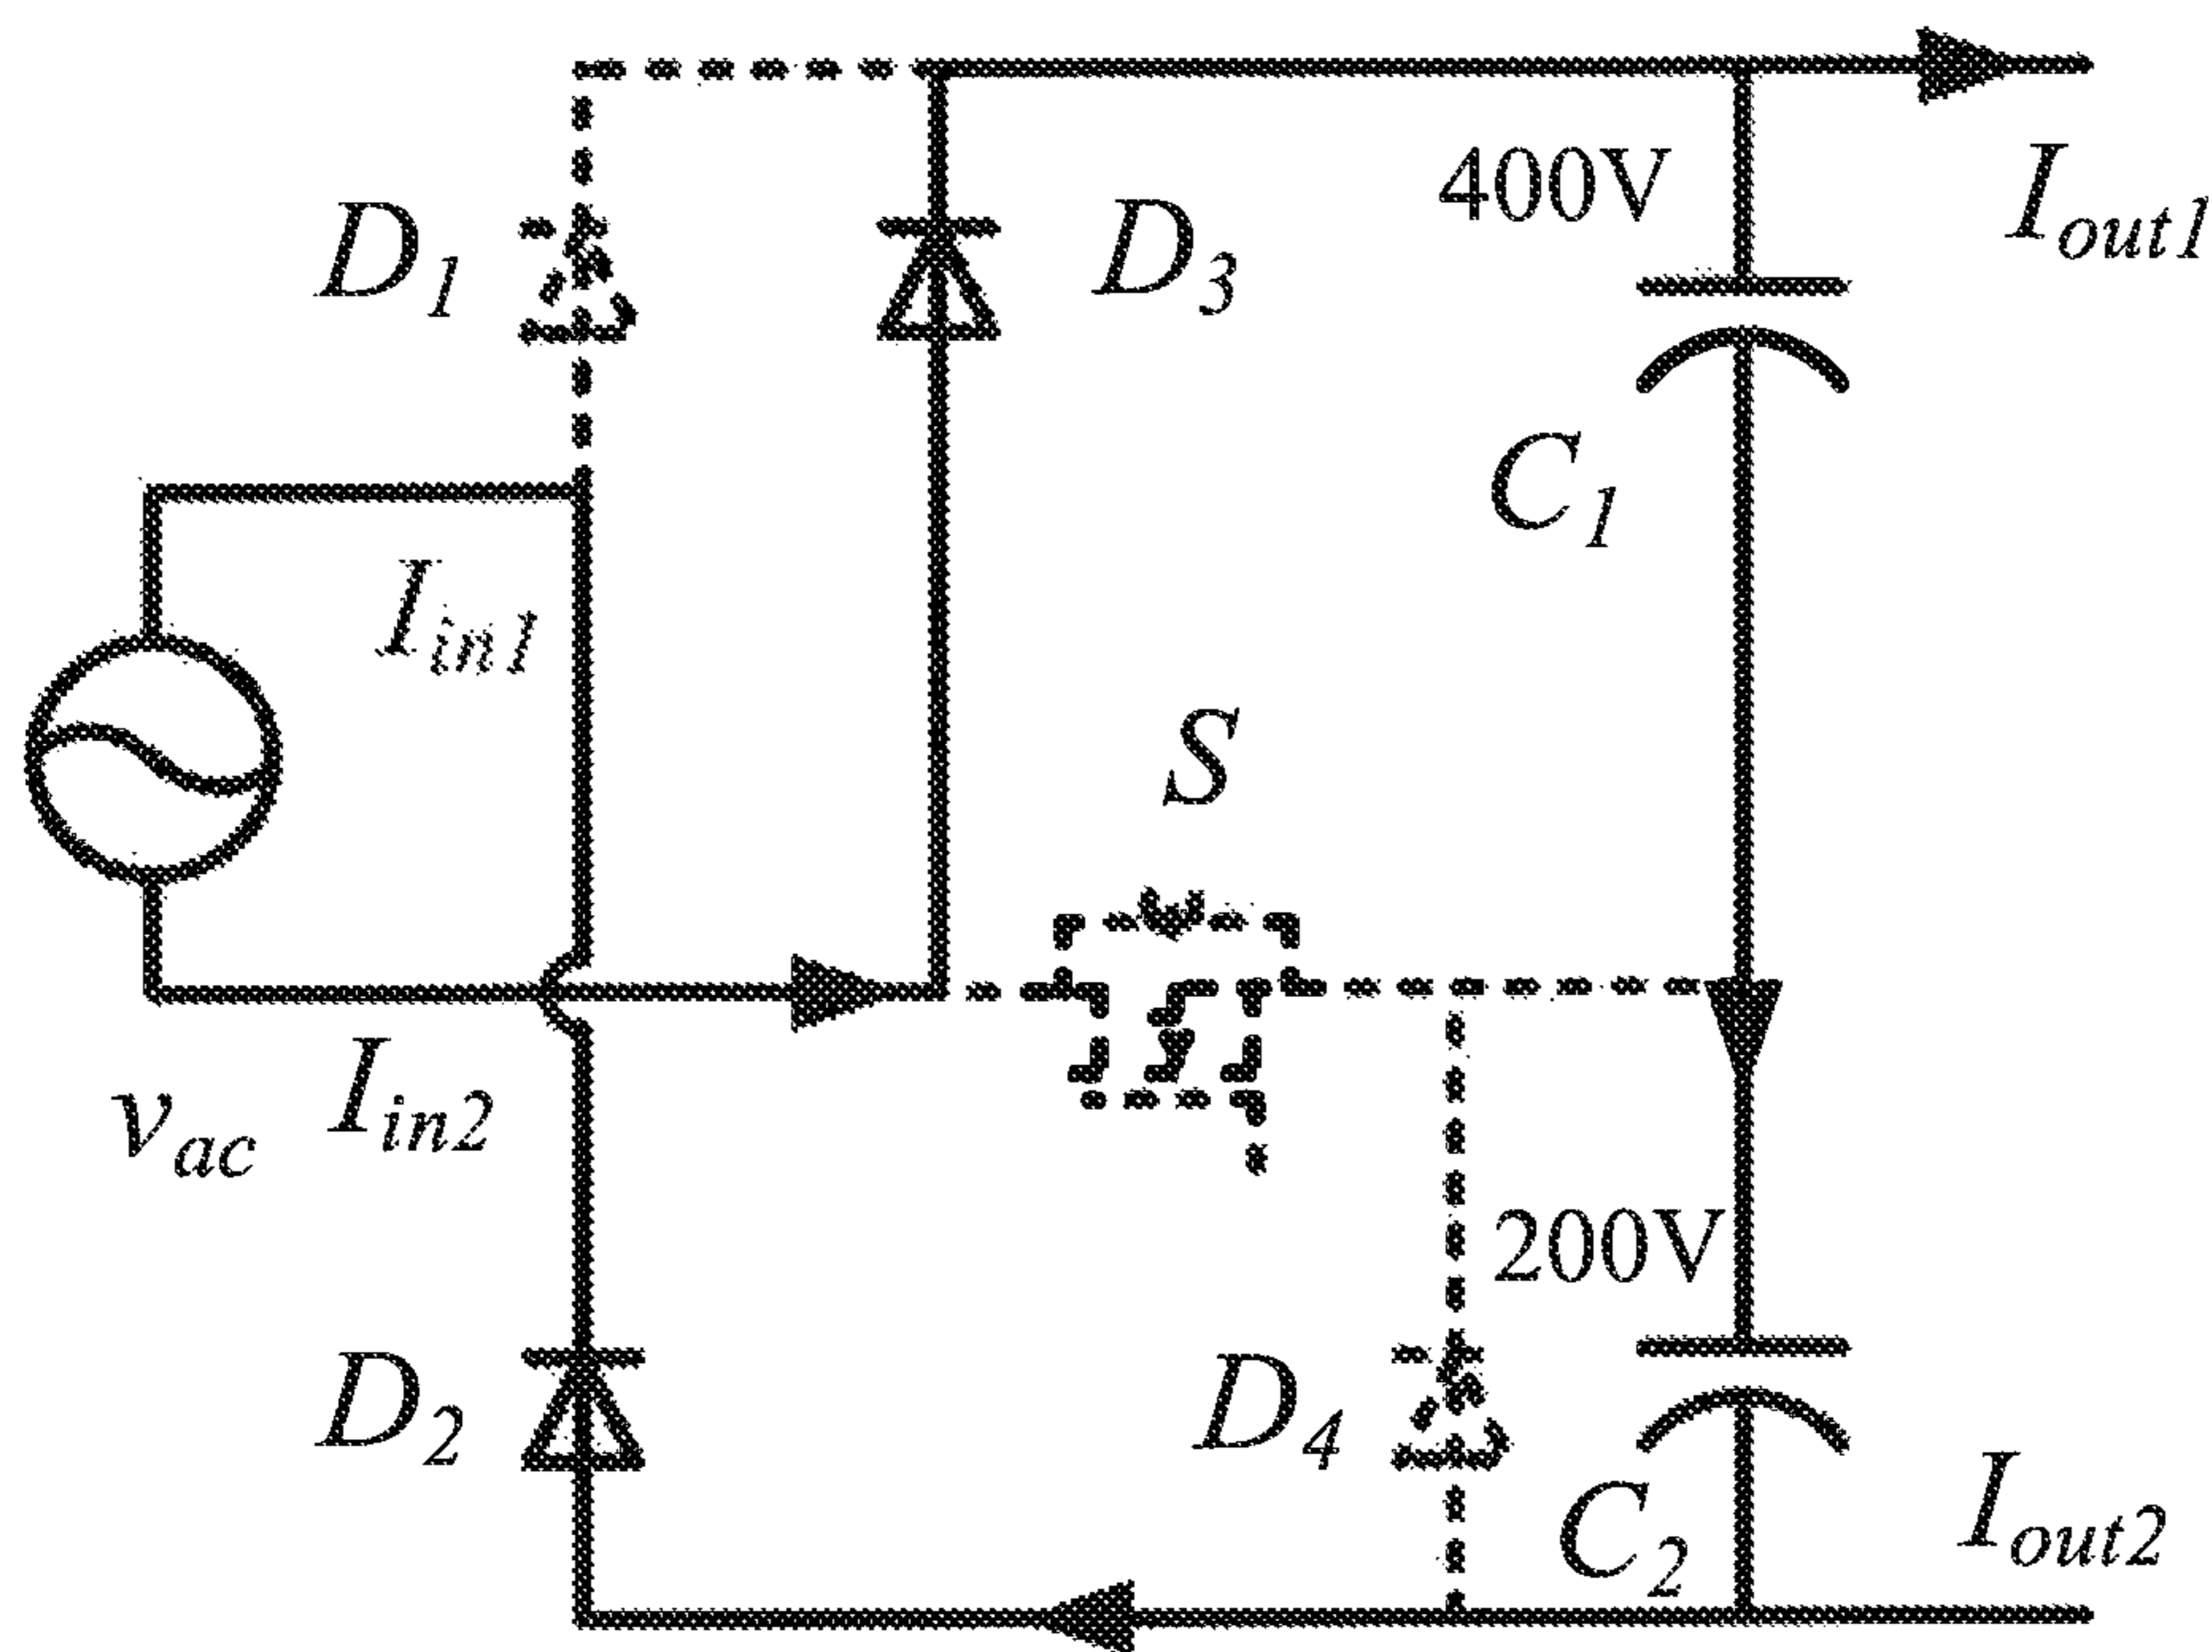 400V
I_out1
D_1
D_3
C_1
I_in1
S
v_ac
I_in2
200V
D_2
D_4
C_2
I_out2